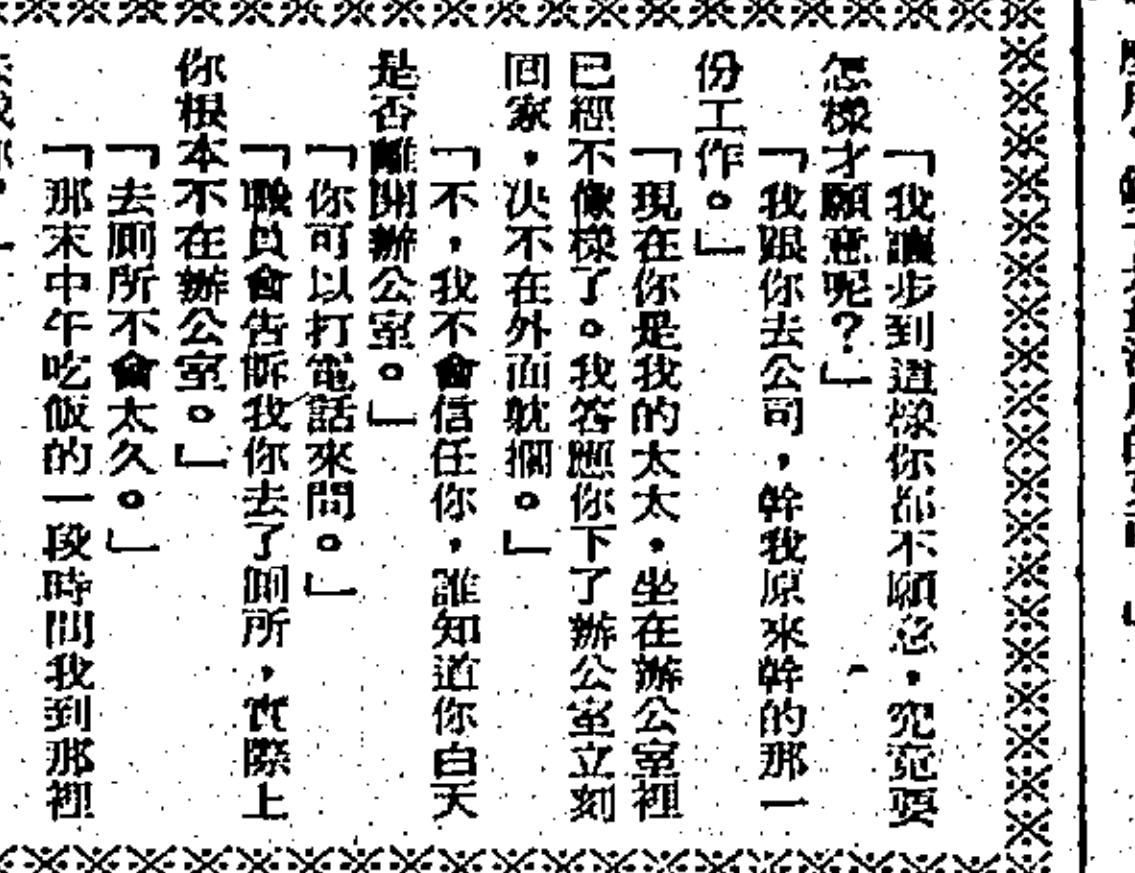 「我讓步到這樣你都不願意，究竟要
怎樣才願意呢？」
「我跟你去公司，幹我原來幹的那一
份工作。」
「現在你是我的太太，坐在辦公室裡
已經不像樣了。我答應你下了辦公室立刻
回家，决不在外面躭擱。」
「不，我不會信任你，誰知道你白天
是否離開辦公室。」
「你可以打電話來問。」
「職員會告訴我你去了厠所，實際上
你根本不在辦公室。」
「去厠所不會太久。」
「那末中午吃飯的一段時間我到那裡